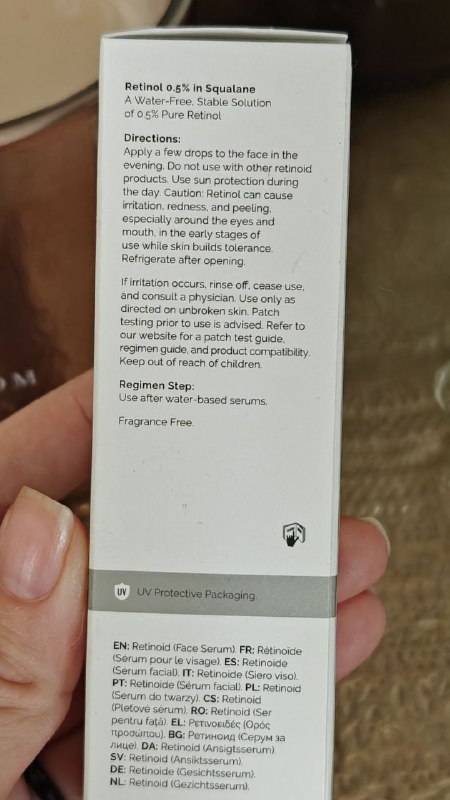 Retinol 0.5% in Squalane
A Water-Free, Stable Solution
of 0.5% Pure Retinol
Directions:
Apply a few drops to the face in the
evening. Do not use with other retinoid
products. Use sun protection during
the day. Caution: Retinol can cause
irritation, redness, and peeling,
especially around the eyes and
mouth, in the early stages of
use while skin builds tolerance.
Refrigerate after opening.
If irritation occurs, rinse off, cease use,
and consult a physician. Use only as
directed on unbroken skin. Patch
testing prior to use is advised. Refer to
our website for a patch test guide,
regimen guide, and product compatibility.
Keep out of reach of children.
Regimen Step:
Use after water-based serums.
Fragrance Free.
UV UV Protective Packaging.
EN: Retinoid (Face Serum). FR: Rétinoïde
(Sérum pour le visage). ES: Retinoide
(Sérum facial). IT: Retinoide (Siero viso).
PT: Retinoide (Sérum facial). PL: Retinoid
(Serum do twarzy). CS: Retinoid
(Pleťové sérum). RO: Retinoid (Ser
pentru față). EL: Ρετινοειδές (Ορός
προσώπου). BG: Ретиноид (Серум за
лице). DA: Retinoid (Ansigtsserum).
SV: Retinoid (Ansiktsserum).
DE: Retinoide (Gesichtsserum).
NL: Retinoid (Gezichtsserum).